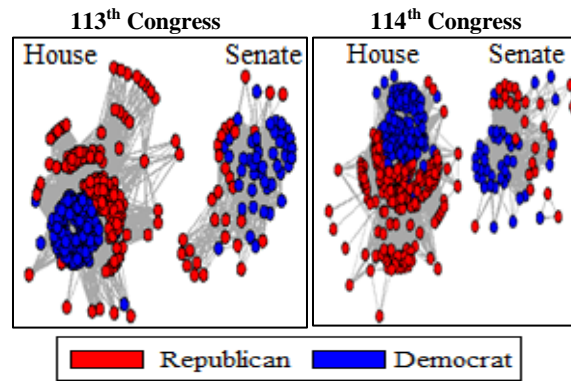 113th Congress 114th Congress
House Senate House Senate
Republican Democrat